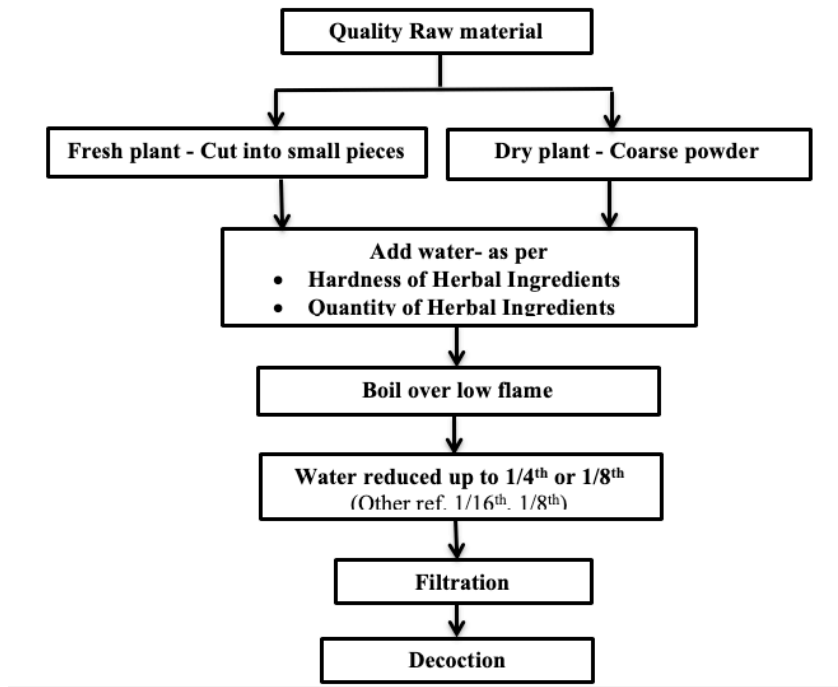 Quality Raw material
Fresh plant - Cut into small pieces
Dry plant - Coarse powder
Add water- as per
• Hardness of Herbal Ingredients
• Quantity of Herbal Ingredients
Boil over low flame
Water reduced up to 1/4th or 1/8th
(Other ref. 1/16th, 1/8th)
Filtration
Decoction